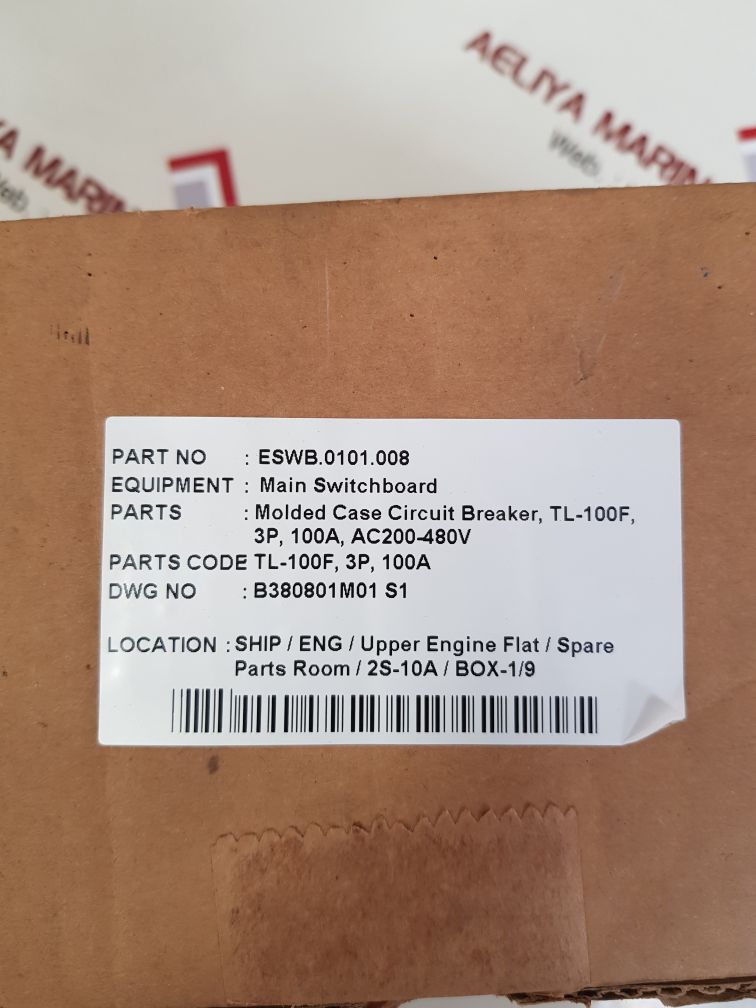 AELIYA MARIN
A MARIN
Web.
PART NO : ESWB.0101.008
EQUIPMENT : Main Switchboard
PARTS : Molded Case Circuit Breaker, TL-100F,
3P, 100A, AC200-480V
PARTS CODE TL-100F, 3P, 100A
DWG NO : B380801M01 S1
LOCATION : SHIP / ENG / Upper Engine Flat / Spare
Parts Room / 2S-10A / BOX-1/9